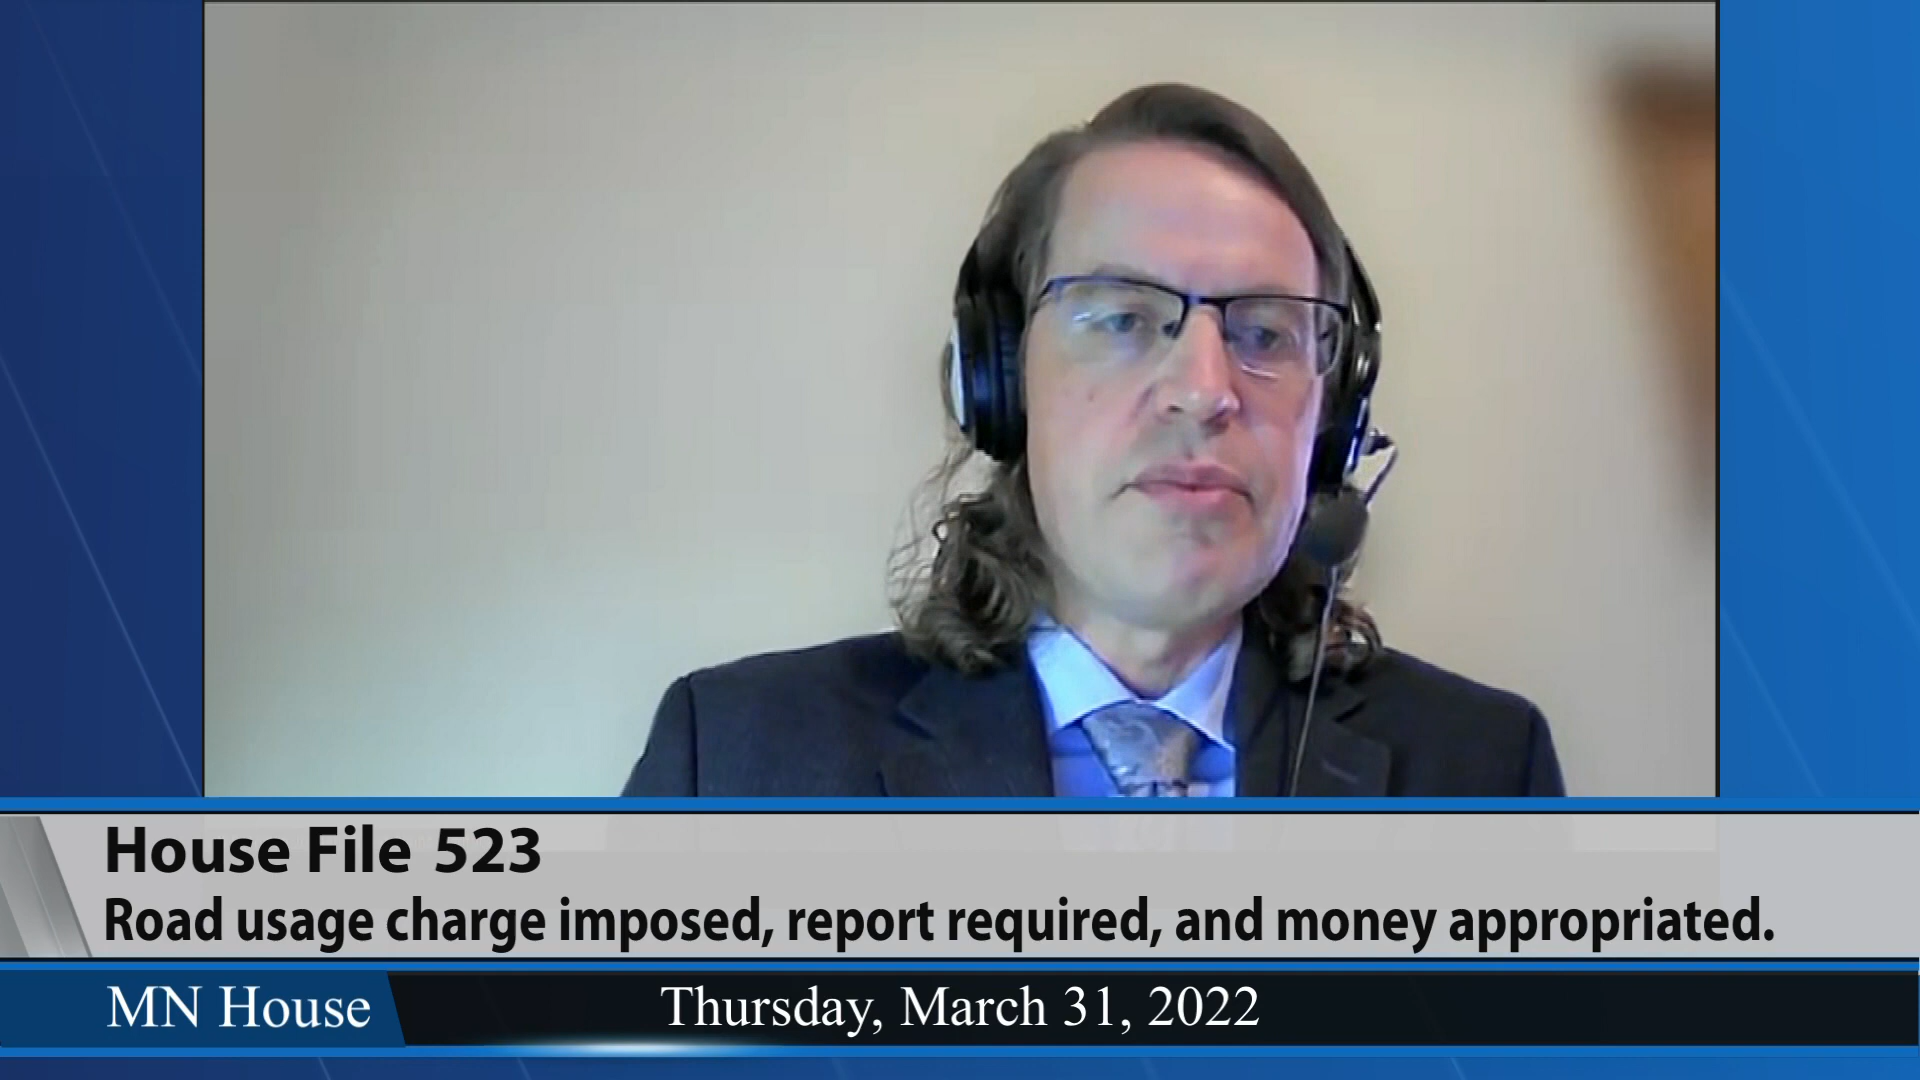 House File 523
Road usage charge imposed, report required, and money appropriated.
MN House
Thursday, March 31, 2022